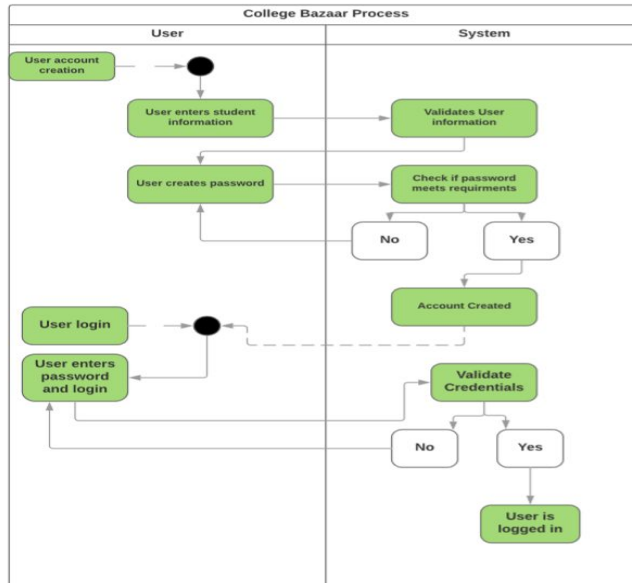 College Bazaar Process
User
System
User account
creation
User enters student
information
Validates User
information
User creates password
Check if password
meets requirments
No
Yes
Account Created
User login
User enters
password
and login
Validate
Credentials
No
Yes
User is
logged in